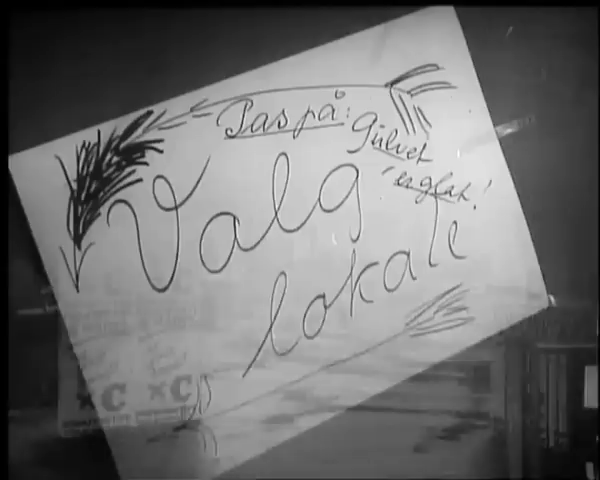 Pas på:
Gulvet
er glat!
Valg
lokale
×C ×C